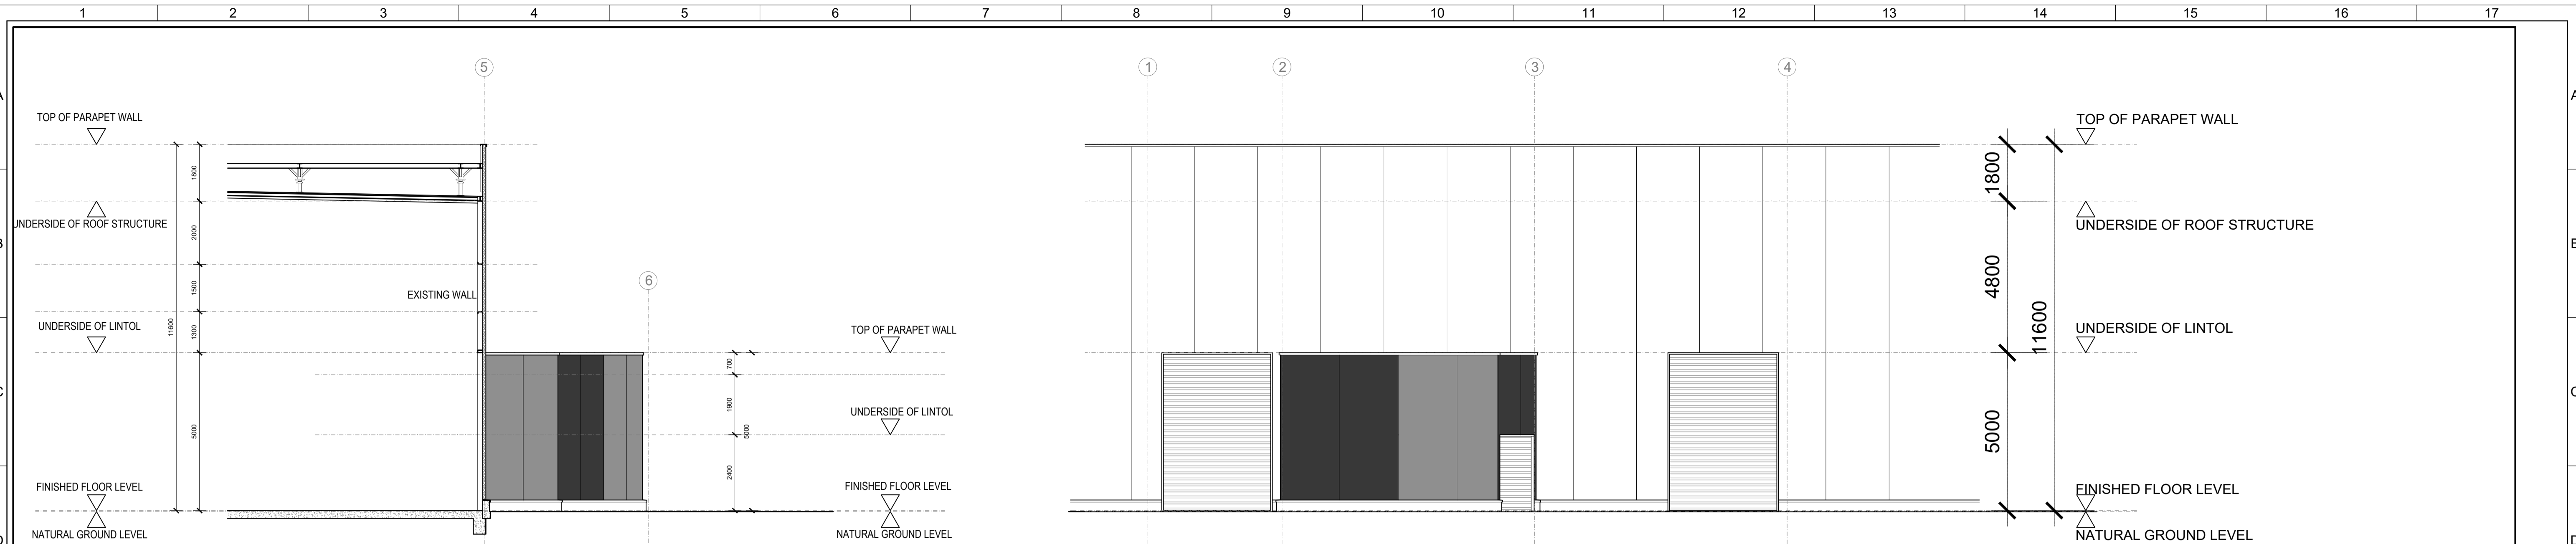 1 2 3 4 5 6 7 8 9 10 11 12 13 14 15 16 17
A
A
B
C
C
5
TOP OF PARAPET WALL
1800
UNDERSIDE OF ROOF STRUCTURE
2000
1500
EXISTING WALL
1300
11600
UNDERSIDE OF LINTOL
5000
FINISHED FLOOR LEVEL
NATURAL GROUND LEVEL
6
TOP OF PARAPET WALL
700
1900
5000
UNDERSIDE OF LINTOL
2400
FINISHED FLOOR LEVEL
NATURAL GROUND LEVEL
1 2 3 4
TOP OF PARAPET WALL
1800
UNDERSIDE OF ROOF STRUCTURE
4800
11600
UNDERSIDE OF LINTOL
5000
FINISHED FLOOR LEVEL
NATURAL GROUND LEVEL